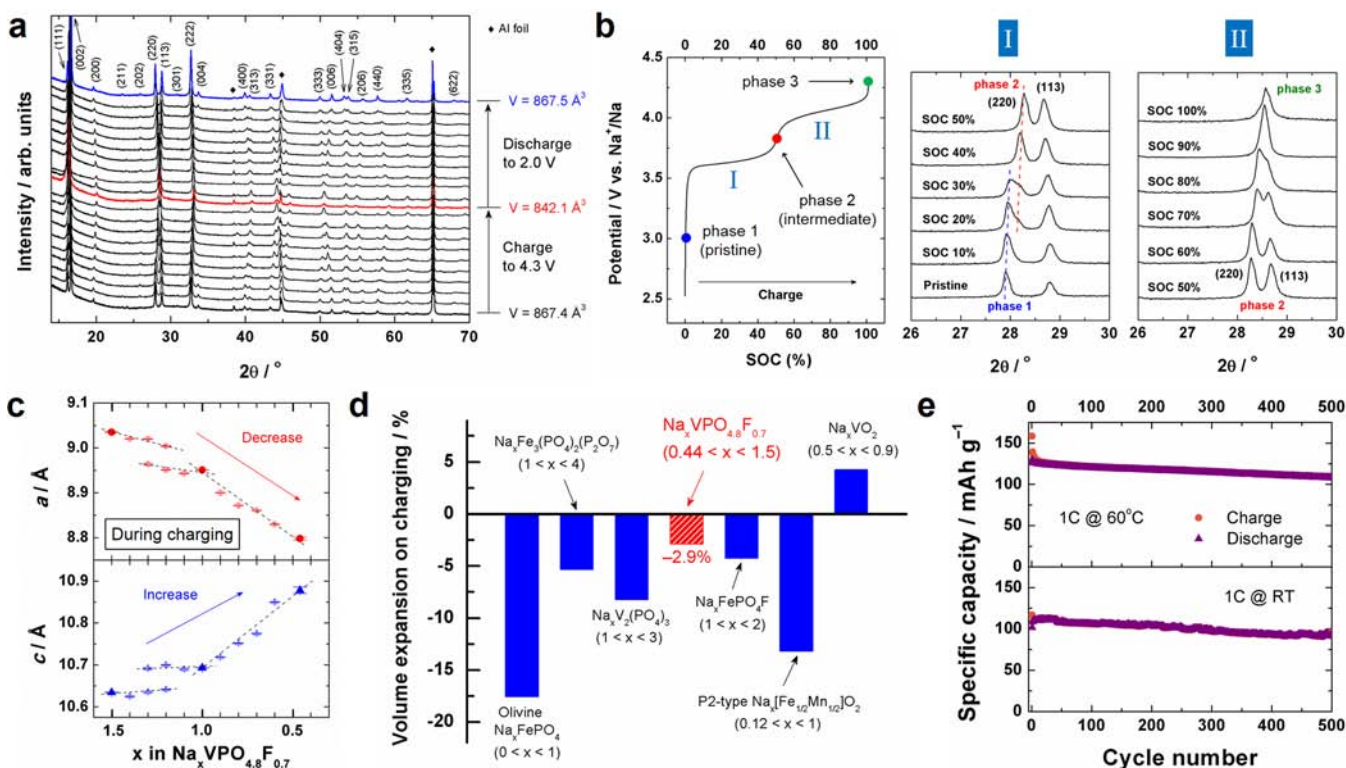 a
Intensity / arb. units
(111)
(002)
(200)
(211)
(202)
(220)
(113)
(301)
(222)
(004)
(400)
(313)
(331)
(404)
(315)
(333)
(006)
(206)
(440)
(335)
(622)
♦ Al foil
V = 867.5 Å³
Discharge
to 2.0 V
V = 842.1 Å³
Charge
to 4.3 V
V = 867.4 Å³
20 30 40 50 60 70
2θ / °
b
0 20 40 60 80 100
Potential / V vs. Na⁺/Na
4.5
4.0
3.5
3.0
2.5
phase 3
II
I
phase 2
(intermediate)
phase 1
(pristine)
Charge
0 20 40 60 80 100
SOC (%)
I
phase 2
(220) (113)
SOC 50%
SOC 40%
SOC 30%
SOC 20%
SOC 10%
Pristine
phase 1
26 27 28 29 30
2θ / °
II
phase 3
SOC 100%
SOC 90%
SOC 80%
SOC 70%
SOC 60%
SOC 50%
(220) (113)
phase 2
26 27 28 29 30
2θ / °
c
a / Å
9.1
9.0
8.9
8.8
Decrease
During charging
c / Å
10.9
10.8
10.7
10.6
Increase
1.5 1.0 0.5
x in NaₓVPO₄.₈F₀.₇
d
Volume expansion on charging / %
5
0
-5
-10
-15
-20
NaₓFe₃(PO₄)₂(P₂O₇)
(1 < x < 4)
NaₓVPO₄.₈F₀.₇
(0.44 < x < 1.5)
NaₓVO₂
(0.5 < x < 0.9)
–2.9%
NaₓV₂(PO₄)₃
(1 < x < 3)
NaₓFePO₄F
(1 < x < 2)
Olivine
NaₓFePO₄
(0 < x < 1)
P2-type Naₓ[Fe₁/₂Mn₁/₂]O₂
(0.12 < x < 1)
e
Specific capacity / mAh g⁻¹
0 100 200 300 400 500
150
100
50
0
1C @ 60°C
Charge
Discharge
150
100
50
0
1C @ RT
0 100 200 300 400 500
Cycle number